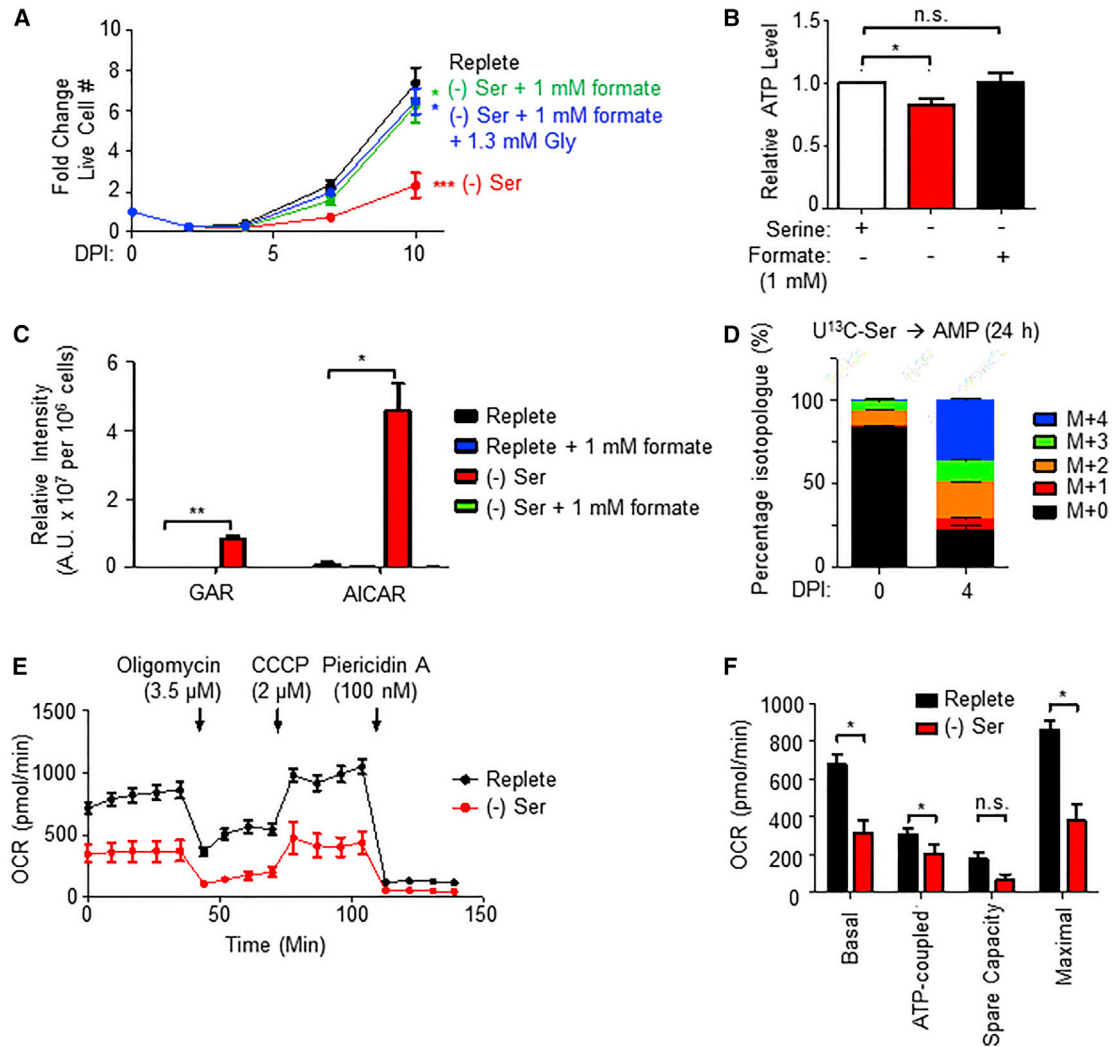 A
Fold Change
Live Cell #
10
8
6
4
2
0
DPI: 0 5 10
Replete
* (-) Ser + 1 mM formate
* (-) Ser + 1 mM formate
+ 1.3 mM Gly
*** (-) Ser
B
Relative ATP Level
1.5
1.0
0.5
0.0
n.s.
*
Serine: + - -
Formate: - - +
(1 mM)
C
Relative Intensity
(A.U. x 10⁷ per 10⁶ cells)
6
4
2
0
**
*
GAR AICAR
Replete
Replete + 1 mM formate
(-) Ser
(-) Ser + 1 mM formate
D
U¹³C-Ser → AMP (24 h)
Percentage isotopologue (%)
100
50
0
DPI: 0 4
M+4
M+3
M+2
M+1
M+0
E
Oligomycin
(3.5 µM)
CCCP
(2 µM)
Piericidin A
(100 nM)
OCR (pmol/min)
1500
1000
500
0
0 50 100 150
Time (Min)
Replete
(-) Ser
F
OCR (pmol/min)
1000
800
600
400
200
0
Replete
(-) Ser
*
*
n.s.
*
Basal
ATP-coupled
Spare Capacity
Maximal